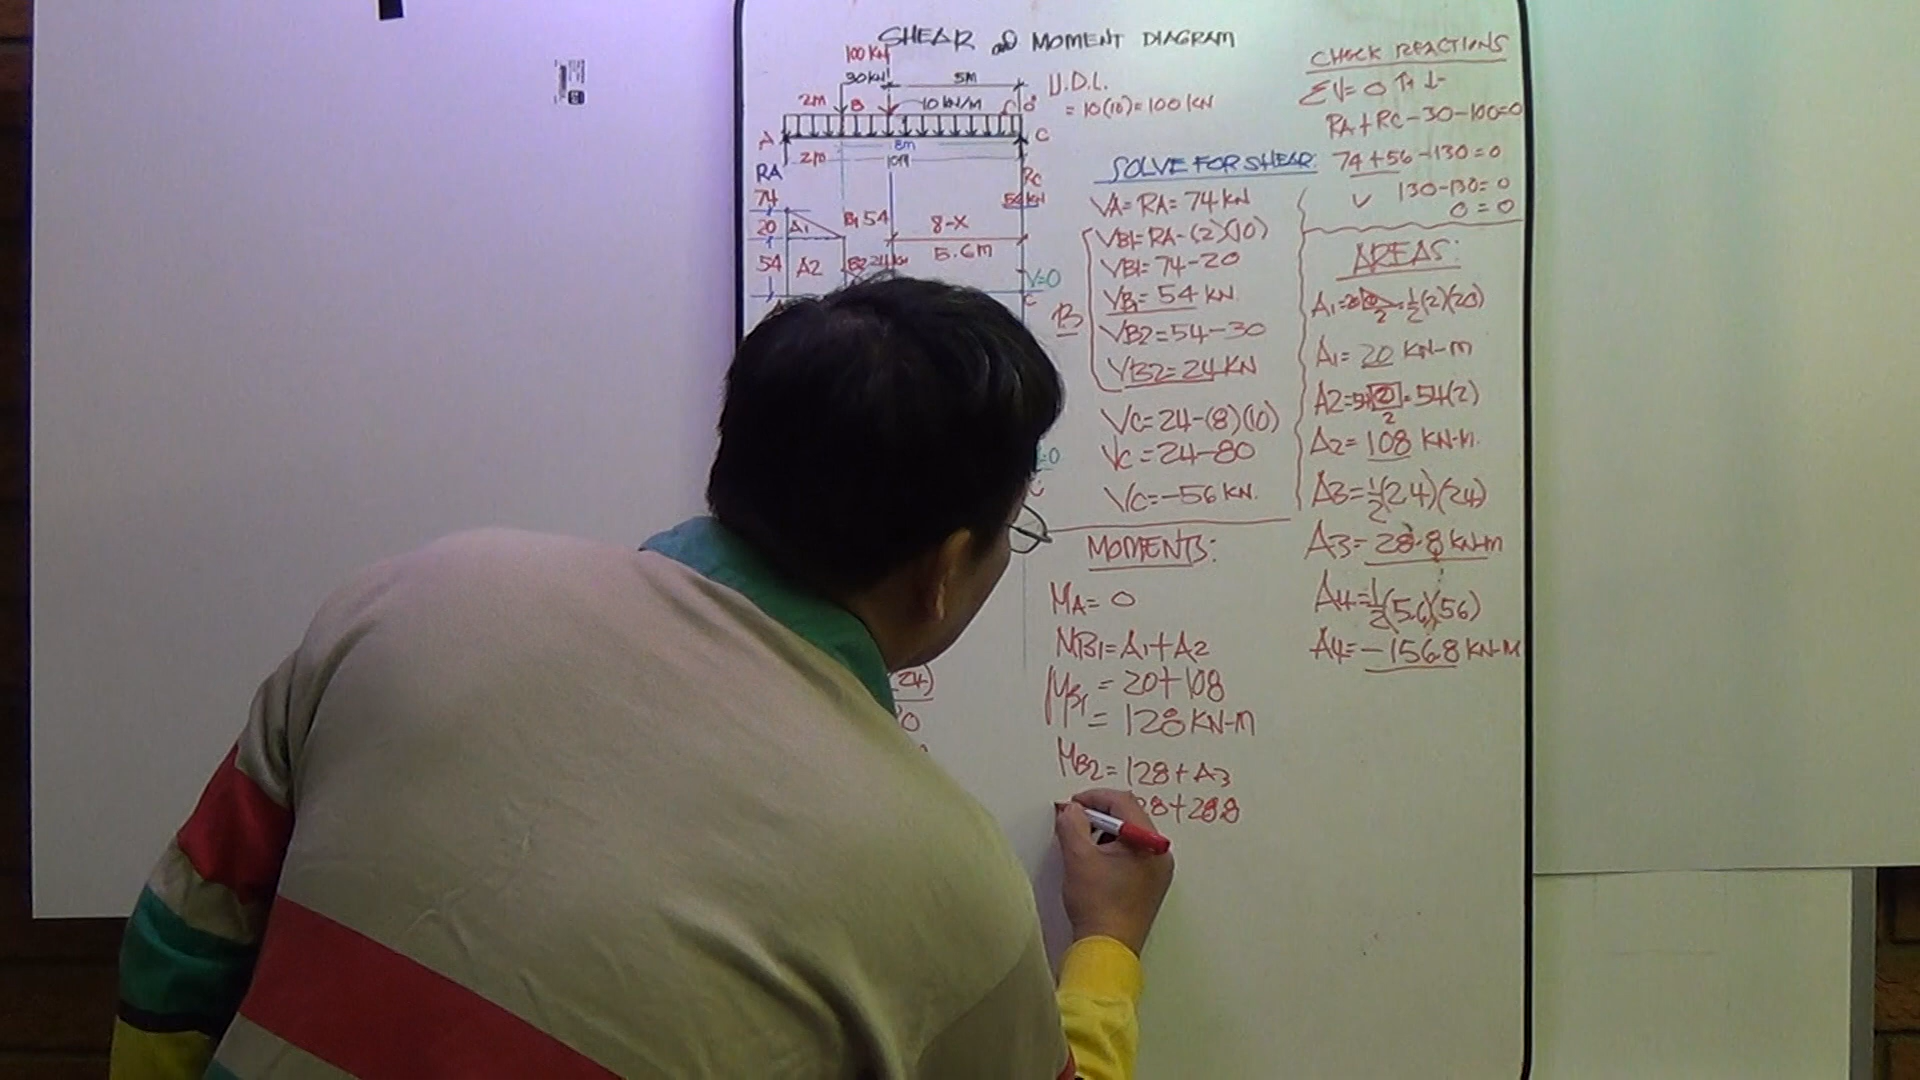 SHEAR and MOMENT DIAGRAM
100 KN
30 KN
5M
2M
B
10 KN/M
A
C
2M
8m
10M
RA
RC
74
B1 54
8-X
20
A1
5.6M
54
A2
B2 24 KN
V=0
C
U.D.L.
= 10(10) = 100 KN
SOLVE FOR SHEAR:
VA= RA= 74 KN
VB1= RA-(2)(10)
VB1= 74-20
VB1= 54 KN
B
VB2= 54-30
VB2= 24 KN
VC= 24-(8)(10)
VC = 24-80
VC=-56 KN.
MOMENTS:
MA= 0
MB1= A1+A2
MB1 = 20+108
= 128 KN-M
MB2= 128+A3
28+28.8
(24)
CHECK REACTIONS
ΣV= 0 ↑+ ↓-
RA+RC-30-100=0
74+56-130=0
130-130=0
0=0
AREAS:
= ½(2)(20)
A1= 20 KN-M
= 54(2)
A2= 108 KN-M.
A3= ½(2.4)(24)
A3= 28.8 KN-M
A4= ½(5.6)(56)
A4= -156.8 KN-M